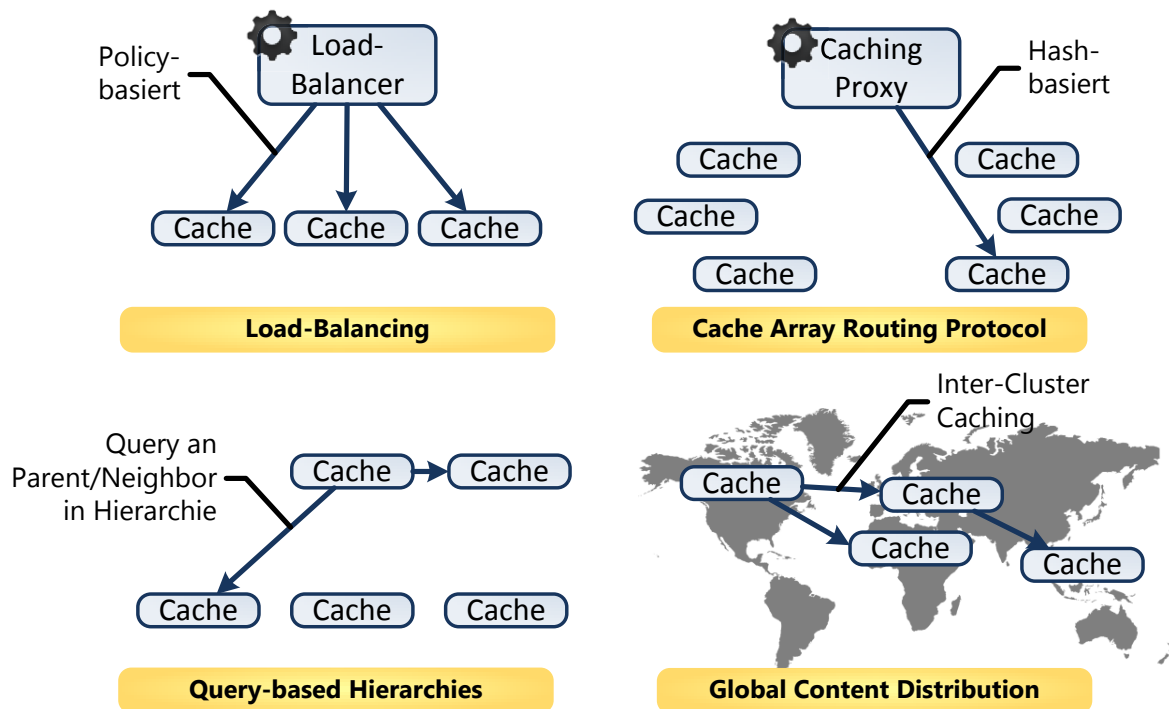 Policy-
basiert
Load-
Balancer
Cache
Cache
Cache
Load-Balancing
Caching
Proxy
Hash-
basiert
Cache
Cache
Cache
Cache
Cache
Cache
Cache Array Routing Protocol
Query an
Parent/Neighbor
in Hierarchie
Cache
Cache
Cache
Cache
Cache
Query-based Hierarchies
Inter-Cluster
Caching
Cache
Cache
Cache
Cache
Global Content Distribution